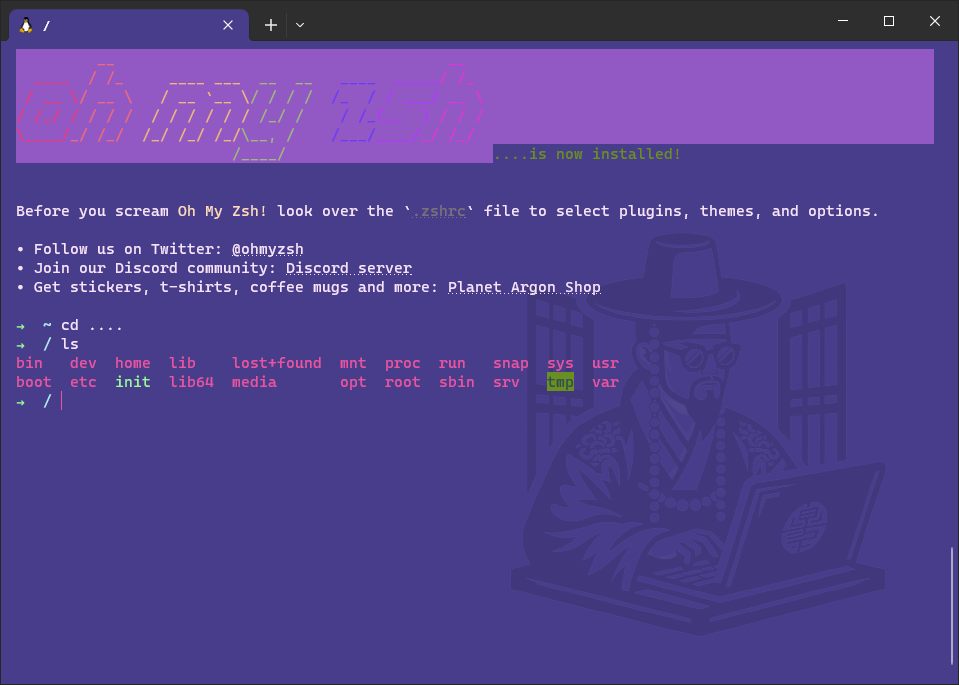 /
oh my zsh
....is now installed!
Before you scream Oh My Zsh! look over the `.zshrc` file to select plugins, themes, and options.
• Follow us on Twitter: @ohmyzsh
• Join our Discord community: Discord server
• Get stickers, t-shirts, coffee mugs and more: Planet Argon Shop
→ ~ cd ....
→ / ls
bin dev home lib lost+found mnt proc run snap sys usr
boot etc init lib64 media opt root sbin srv tmp var
→ /